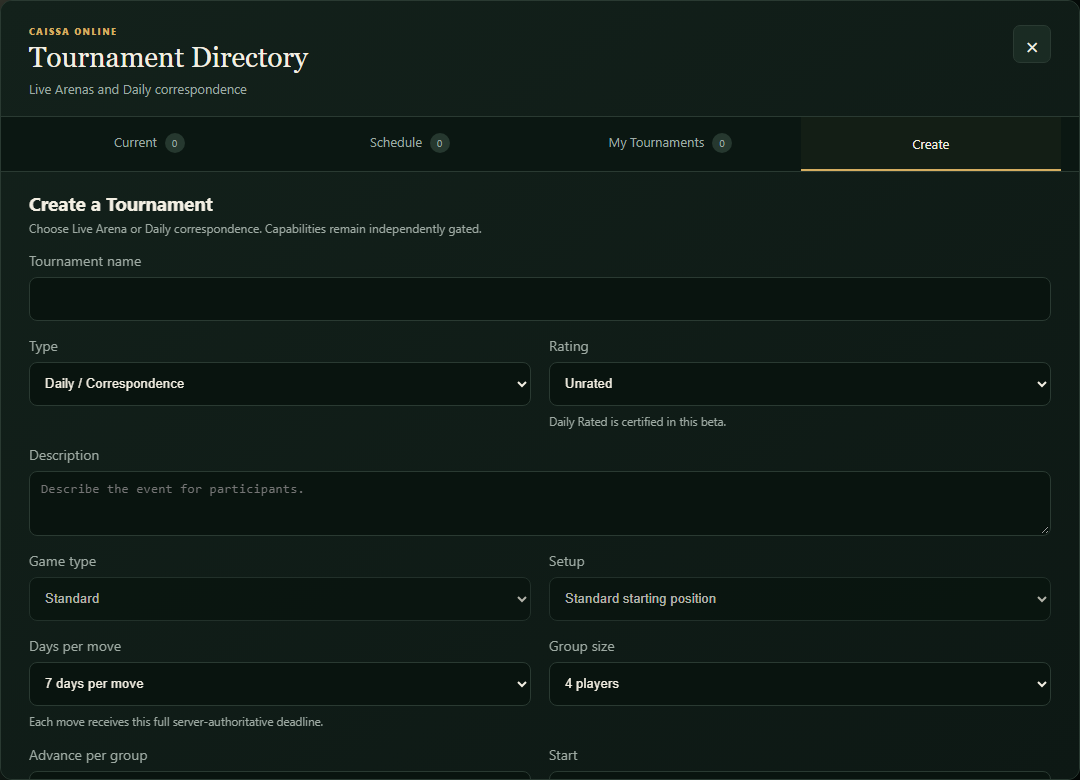 CAISSA ONLINE
Tournament Directory
Live Arenas and Daily correspondence
×
Current 0
Schedule 0
My Tournaments 0
Create
Create a Tournament
Choose Live Arena or Daily correspondence. Capabilities remain independently gated.
Tournament name
Type
Rating
Daily / Correspondence
Unrated
Daily Rated is certified in this beta.
Description
Describe the event for participants.
Game type
Setup
Standard
Standard starting position
Days per move
Group size
7 days per move
4 players
Each move receives this full server-authoritative deadline.
Advance per group
Start